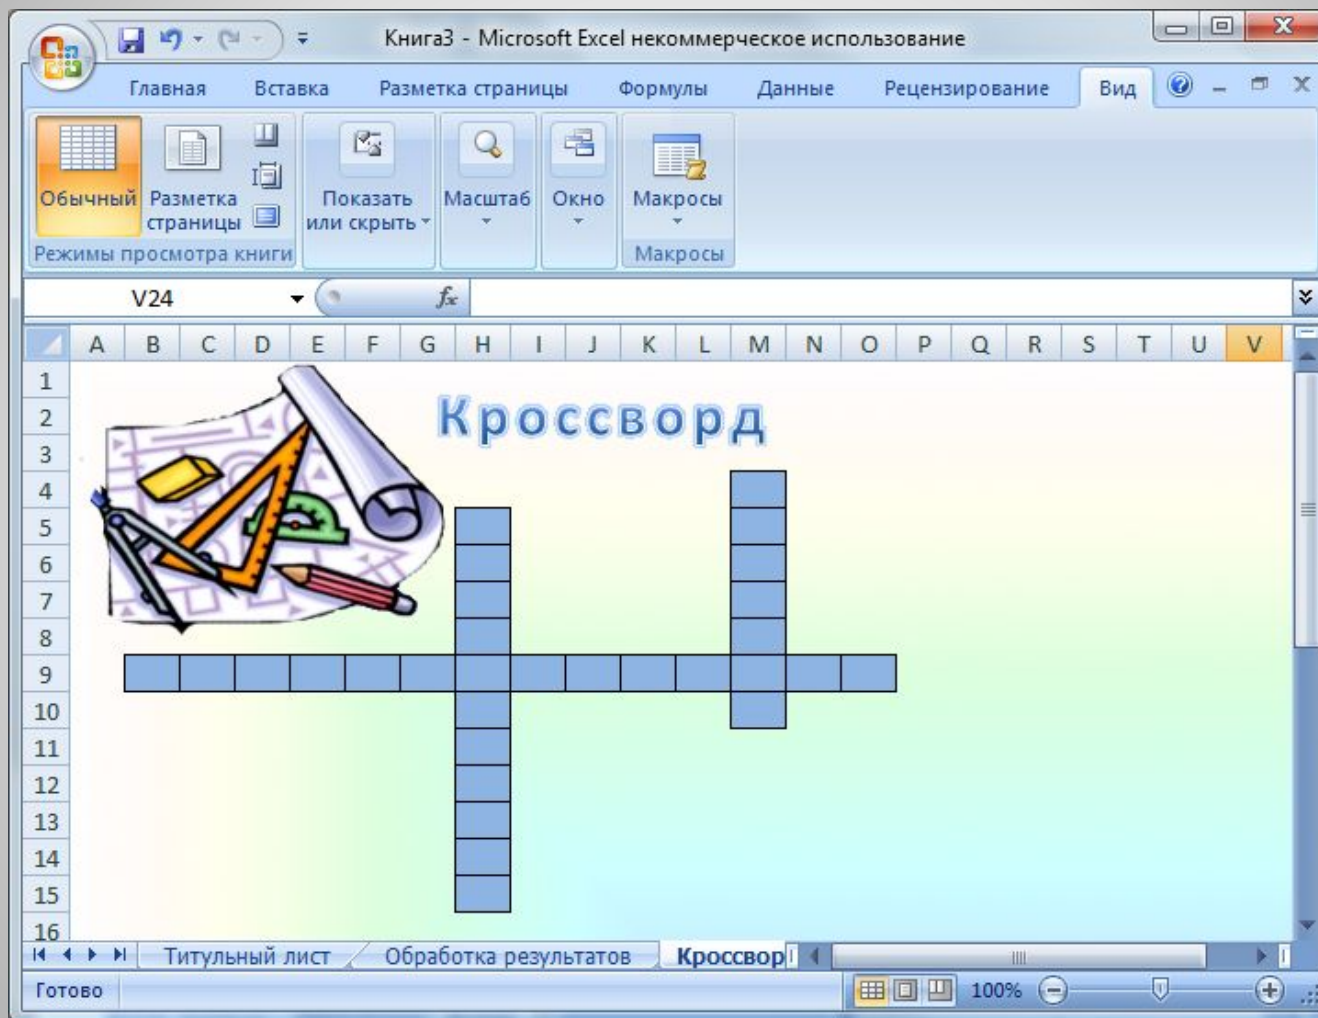 Книга3 - Microsoft Excel некоммерческое использование
Главная Вставка Разметка страницы Формулы Данные Рецензирование Вид
Обычный Разметка страницы Показать или скрыть Масштаб Окно Макросы
Режимы просмотра книги Макросы
V24 fx
A B C D E F G H I J K L M N O P Q R S T U V
1
2
3
4
5
6
7
8
9
10
11
12
13
14
15
16
Кроссворд
Титульный лист Обработка результатов Кроссвор
Готово 100%